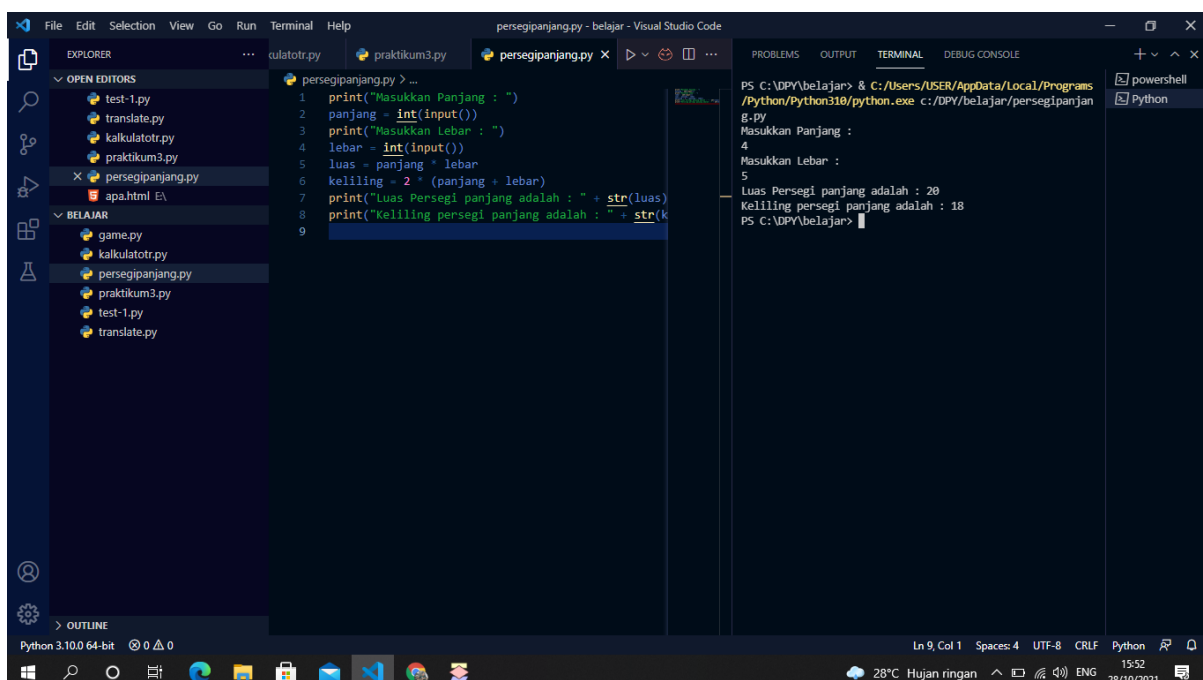 File Edit Selection View Go Run Terminal Help
persegipanjang.py - belajar - Visual Studio Code
EXPLORER
OPEN EDITORS
test-1.py
translate.py
kalkulatotr.py
praktikum3.py
persegipanjang.py
apa.html E\
BELAJAR
game.py
kalkulatotr.py
persegipanjang.py
praktikum3.py
test-1.py
translate.py
OUTLINE
kulatotr.py praktikum3.py persegipanjang.py
persegipanjang.py > ...
1 print("Masukkan Panjang : ")
2 panjang = int(input())
3 print("Masukkan Lebar : ")
4 lebar = int(input())
5 luas = panjang * lebar
6 keliling = 2 * (panjang + lebar)
7 print("Luas Persegi panjang adalah : " + str(luas)
8 print("Keliling persegi panjang adalah : " + str(k
9
PROBLEMS OUTPUT TERMINAL DEBUG CONSOLE
PS C:\DPY\belajar> & C:/Users/USER/AppData/Local/Programs
/Python/Python310/python.exe c:/DPY/belajar/persegipanjan
g.py
Masukkan Panjang :
4
Masukkan Lebar :
5
Luas Persegi panjang adalah : 20
Keliling persegi panjang adalah : 18
PS C:\DPY\belajar>
powershell
Python
Python 3.10.0 64-bit 0 0
Ln 9, Col 1 Spaces: 4 UTF-8 CRLF Python
28°C Hujan ringan ENG
15:52
28/10/2021